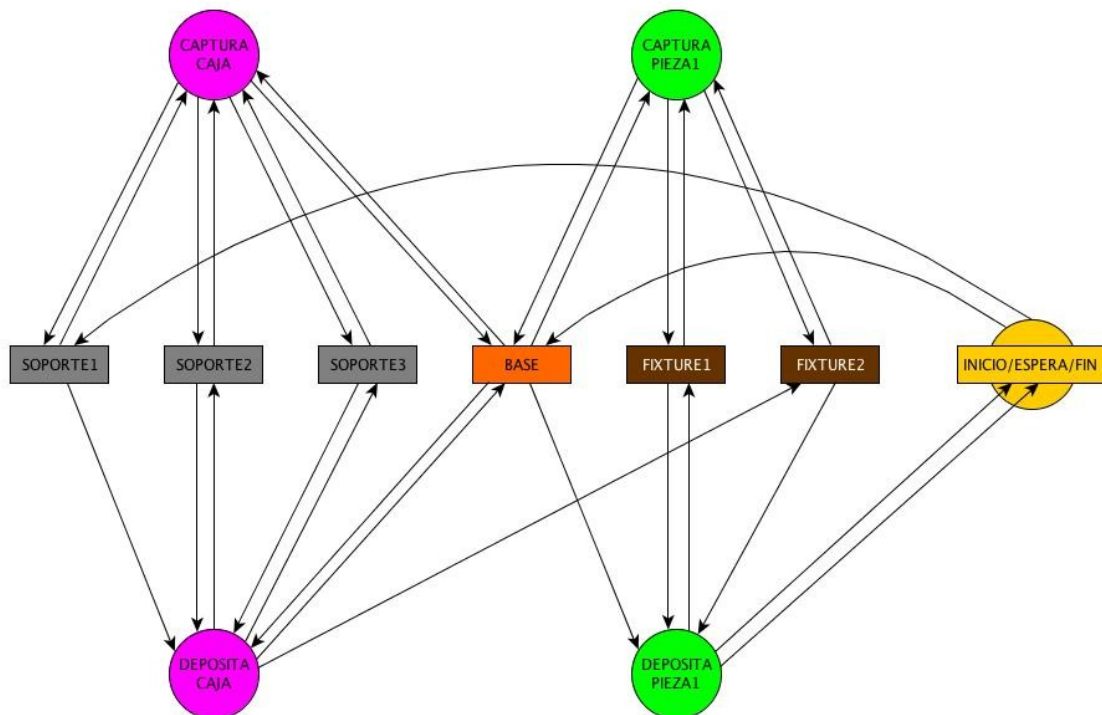 CAPTURA
CAJA
CAPTURA
PIEZA1
SOPORTE1
SOPORTE2
SOPORTE3
BASE
FIXTURE1
FIXTURE2
INICIO/ESPERA/FIN
DEPOSITA
CAJA
DEPOSITA
PIEZA1